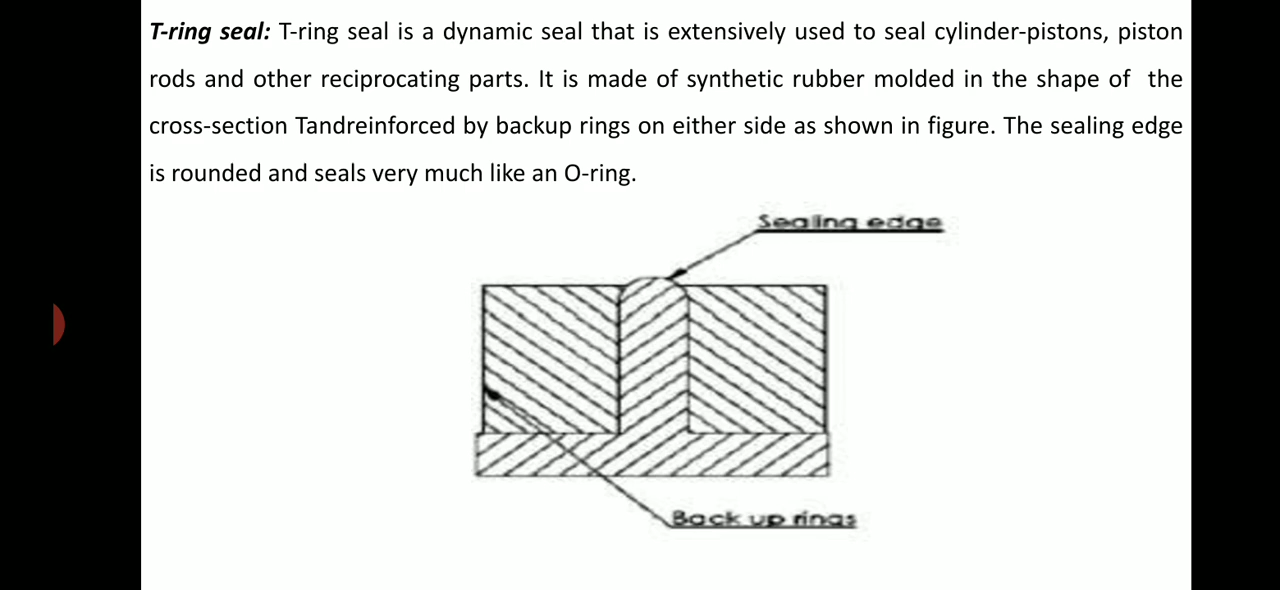 T-ring seal: T-ring seal is a dynamic seal that is extensively used to seal cylinder-pistons, piston
rods and other reciprocating parts. It is made of synthetic rubber molded in the shape of the
cross-section Tandreinforced by backup rings on either side as shown in figure. The sealing edge
is rounded and seals very much like an O-ring.
Sealing edge
Back up rings